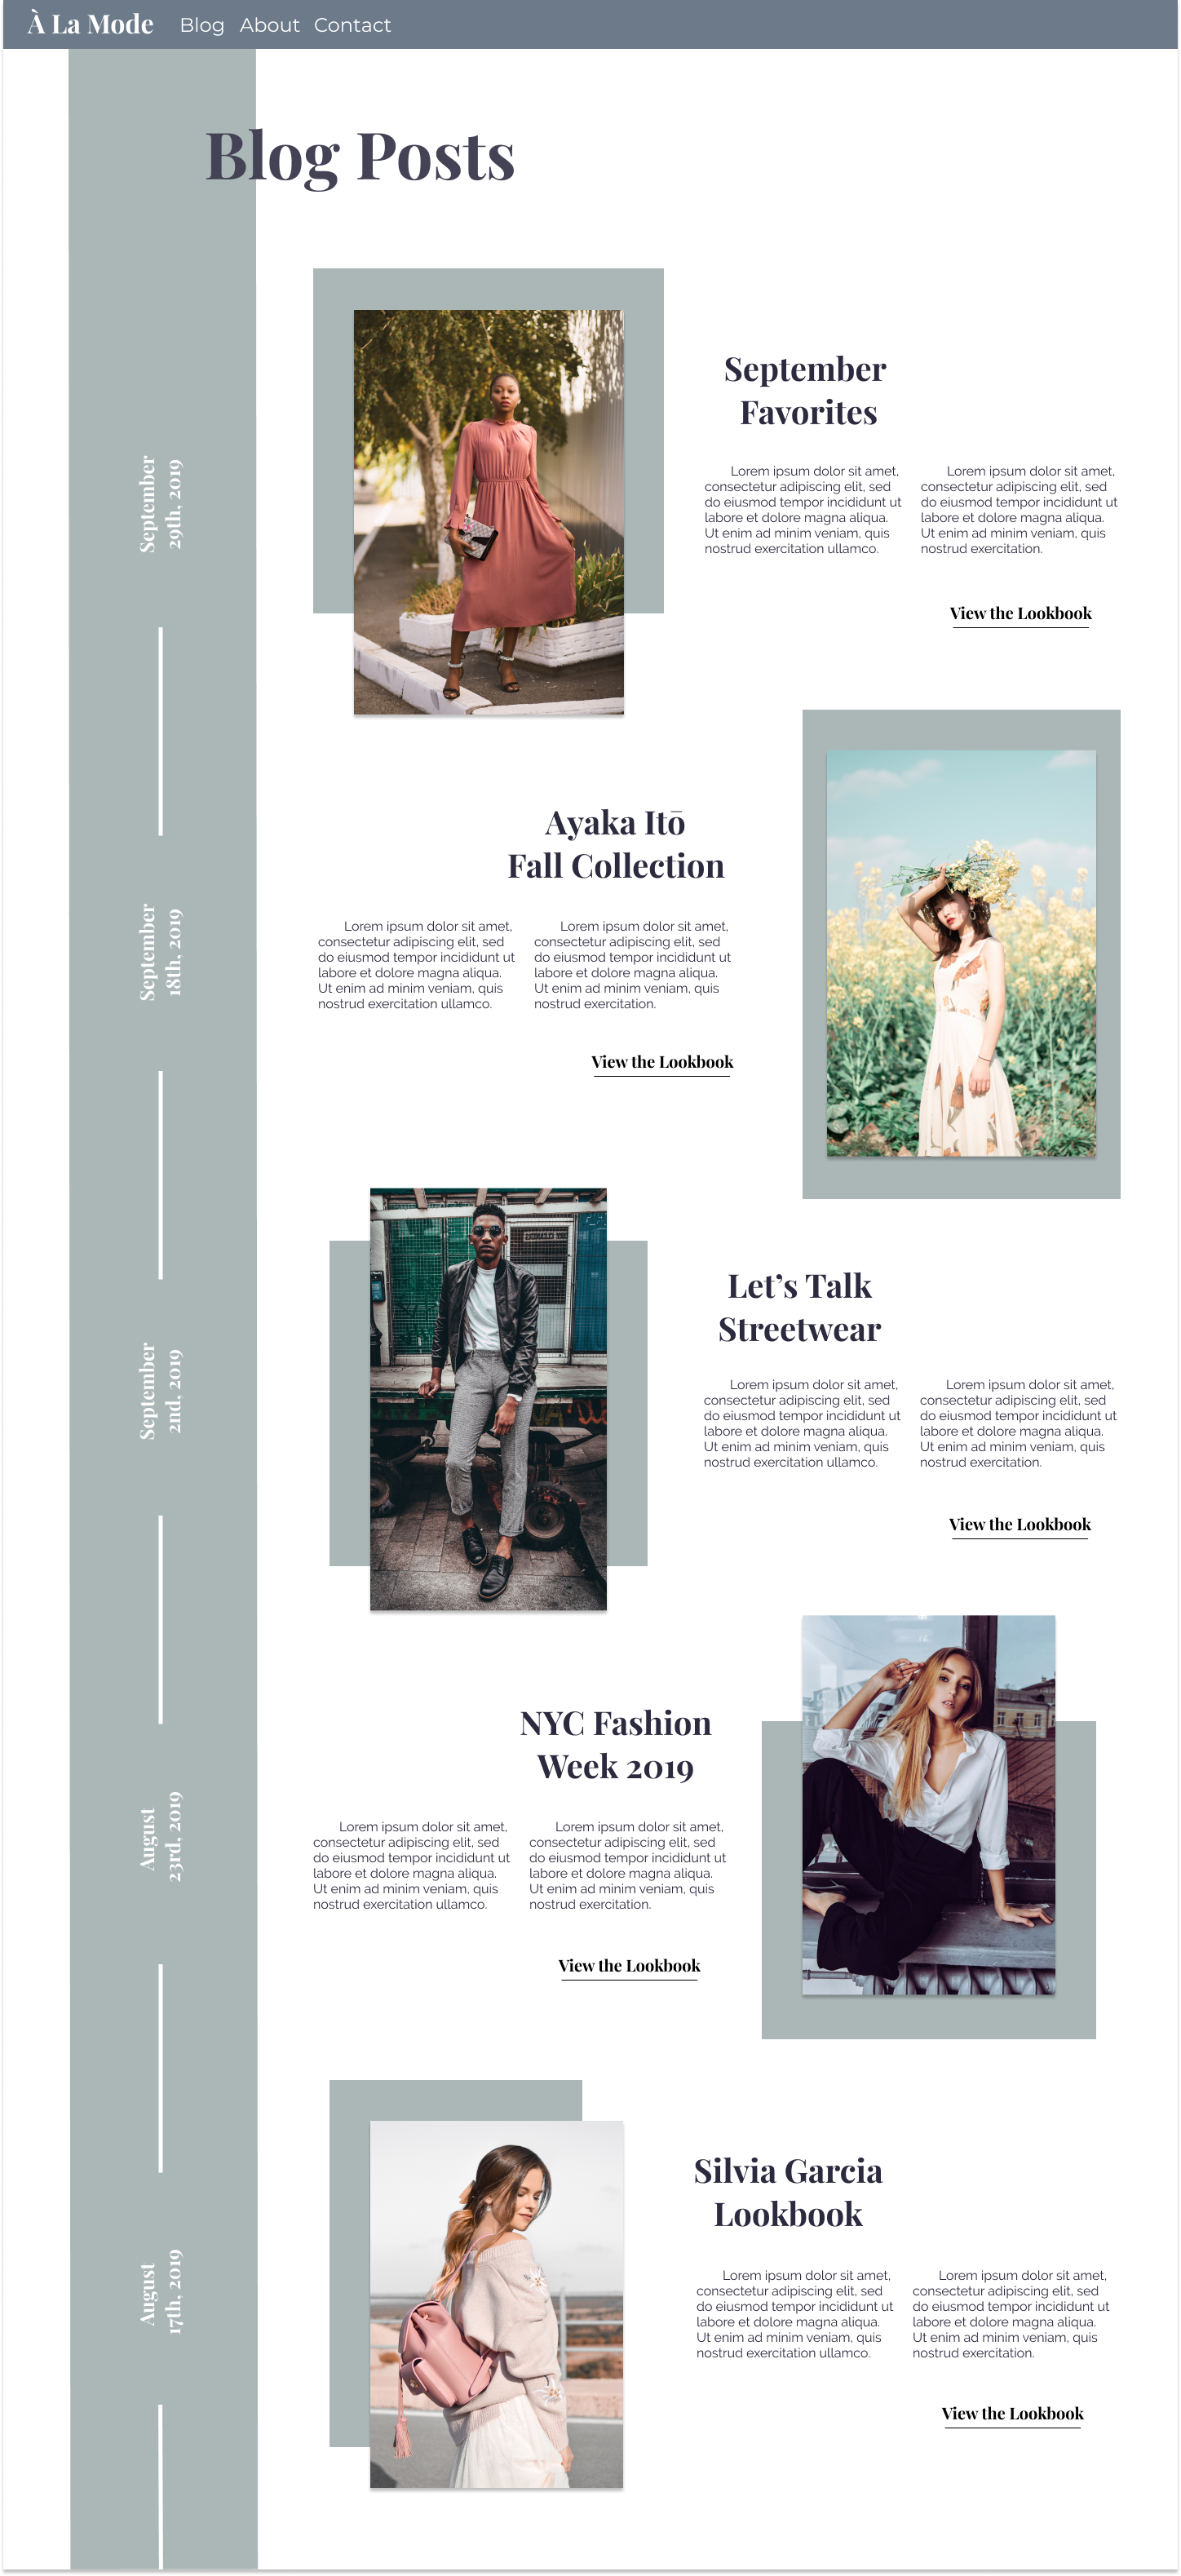 À La Mode Blog About Contact
Blog Posts
September
29th, 2019
September
Favorites
Lorem ipsum dolor sit amet,
consectetur adipiscing elit, sed
do eiusmod tempor incididunt ut
labore et dolore magna aliqua.
Ut enim ad minim veniam, quis
nostrud exercitation ullamco.
Lorem ipsum dolor sit amet,
consectetur adipiscing elit, sed
do eiusmod tempor incididunt ut
labore et dolore magna aliqua.
Ut enim ad minim veniam, quis
nostrud exercitation.
View the Lookbook
September
18th, 2019
Ayaka Itō
Fall Collection
Lorem ipsum dolor sit amet,
consectetur adipiscing elit, sed
do eiusmod tempor incididunt ut
labore et dolore magna aliqua.
Ut enim ad minim veniam, quis
nostrud exercitation ullamco.
Lorem ipsum dolor sit amet,
consectetur adipiscing elit, sed
do eiusmod tempor incididunt ut
labore et dolore magna aliqua.
Ut enim ad minim veniam, quis
nostrud exercitation.
View the Lookbook
September
2nd, 2019
Let’s Talk
Streetwear
Lorem ipsum dolor sit amet,
consectetur adipiscing elit, sed
do eiusmod tempor incididunt ut
labore et dolore magna aliqua.
Ut enim ad minim veniam, quis
nostrud exercitation ullamco.
Lorem ipsum dolor sit amet,
consectetur adipiscing elit, sed
do eiusmod tempor incididunt ut
labore et dolore magna aliqua.
Ut enim ad minim veniam, quis
nostrud exercitation.
View the Lookbook
August
23rd, 2019
NYC Fashion
Week 2019
Lorem ipsum dolor sit amet,
consectetur adipiscing elit, sed
do eiusmod tempor incididunt ut
labore et dolore magna aliqua.
Ut enim ad minim veniam, quis
nostrud exercitation ullamco.
Lorem ipsum dolor sit amet,
consectetur adipiscing elit, sed
do eiusmod tempor incididunt ut
labore et dolore magna aliqua.
Ut enim ad minim veniam, quis
nostrud exercitation.
View the Lookbook
August
17th, 2019
Silvia Garcia
Lookbook
Lorem ipsum dolor sit amet,
consectetur adipiscing elit, sed
do eiusmod tempor incididunt ut
labore et dolore magna aliqua.
Ut enim ad minim veniam, quis
nostrud exercitation ullamco.
Lorem ipsum dolor sit amet,
consectetur adipiscing elit, sed
do eiusmod tempor incididunt ut
labore et dolore magna aliqua.
Ut enim ad minim veniam, quis
nostrud exercitation.
View the Lookbook